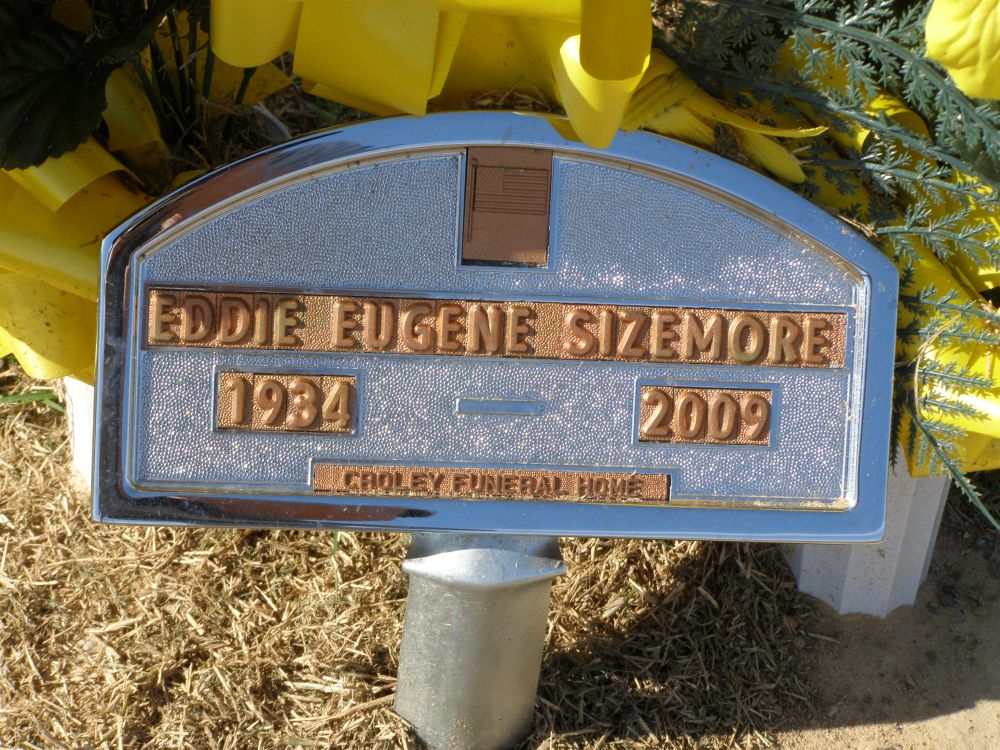 EDDIE EUGENE SIZEMORE
1934 2009
CROLEY FUNERAL HOME